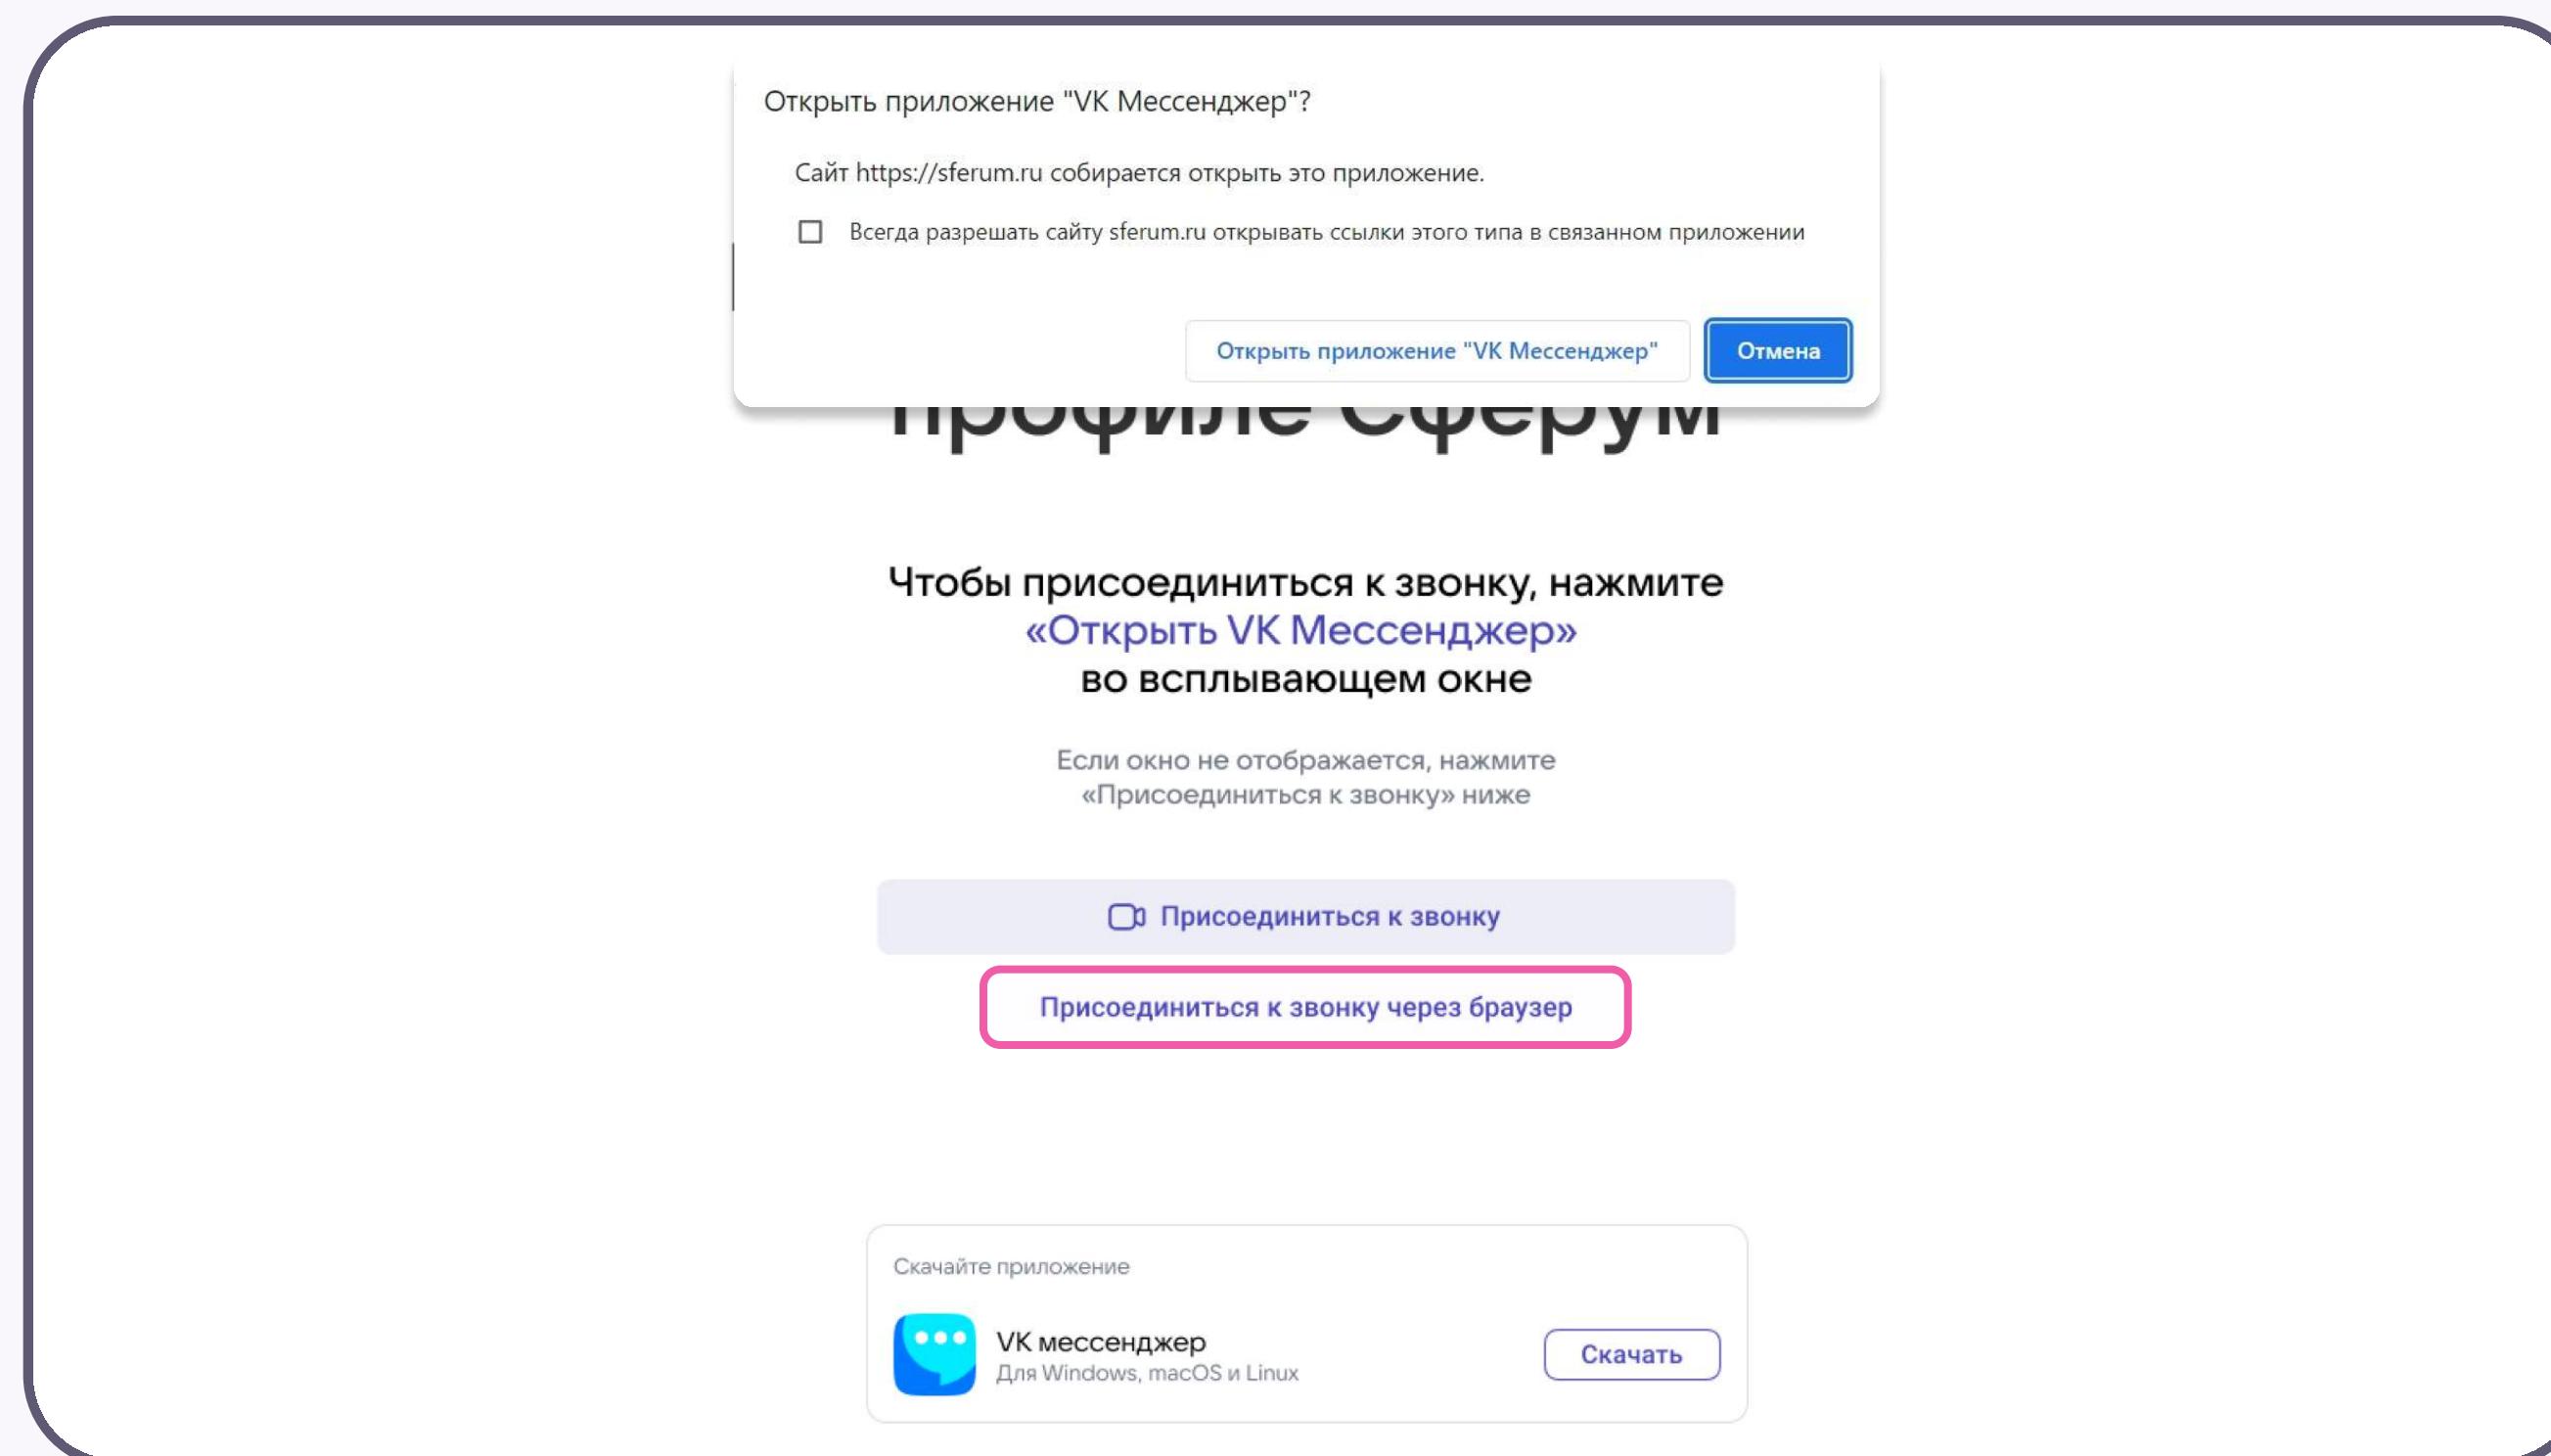 Открыть приложение "VK Мессенджер"?
Сайт https://sferum.ru собирается открыть это приложение.
Всегда разрешать сайту sferum.ru открывать ссылки этого типа в связанном приложении
Открыть приложение "VK Мессенджер"
Отмена
профиле Сферум
Чтобы присоединиться к звонку, нажмите
«Открыть VK Мессенджер»
во всплывающем окне
Если окно не отображается, нажмите
«Присоединиться к звонку» ниже
Присоединиться к звонку
Присоединиться к звонку через браузер
Скачайте приложение
VK мессенджер
Для Windows, macOS и Linux
Скачать